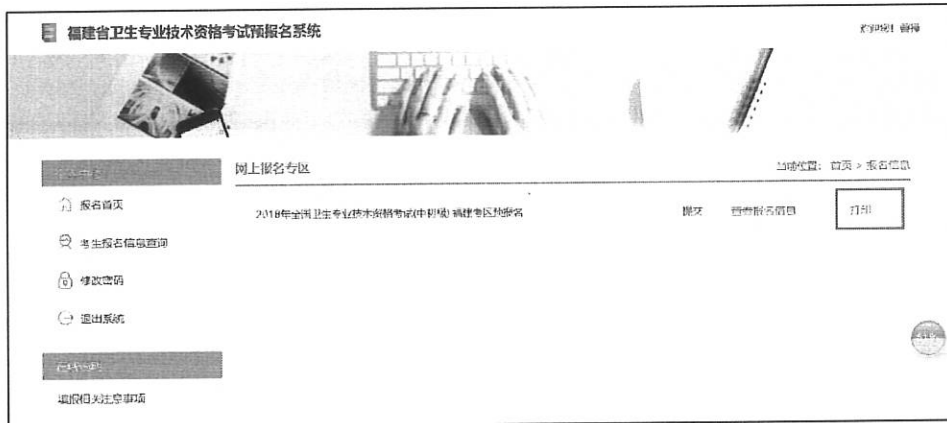 福建省卫生专业技术资格考试预报名系统
网上报名专区
当前位置: 首页 > 报名信息
报名首页
2018年全国卫生专业技术资格考试(中初级)福建考区预报名
提交
查看报名信息
打印
考生报名信息查询
修改密码
退出系统
填报相关注意事项